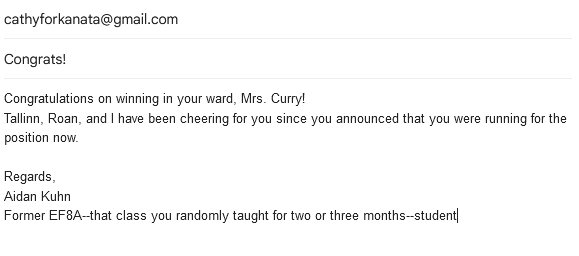 cathyforkanata@gmail.com
Congrats!
Congratulations on winning in your ward, Mrs. Curry!
Tallinn, Roan, and I have been cheering for you since you announced that you were running for the
position now.
Regards,
Aidan Kuhn
Former EF8A--that class you randomly taught for two or three months--student